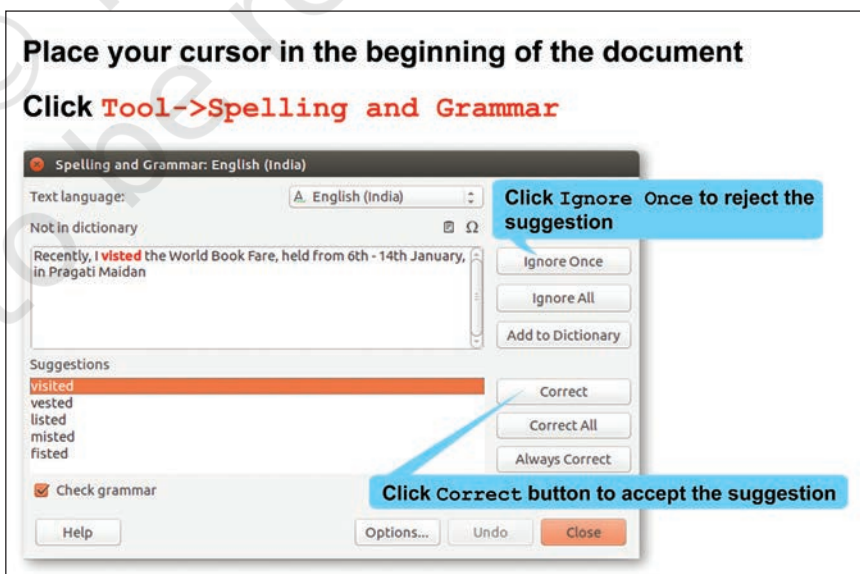 Place your cursor in the beginning of the document
Click Tool->Spelling and Grammar
Spelling and Grammar: English (India)
Text language:
A English (India)
Click Ignore Once to reject the
suggestion
Not in dictionary
Ω
Recently, I visted the World Book Fare, held from 6th - 14th January,
in Pragati Maidan
Ignore Once
Ignore All
Add to Dictionary
Suggestions
visited
vested
listed
misted
fisted
Correct
Correct All
Always Correct
Check grammar
Click Correct button to accept the suggestion
Help
Options...
Undo
Close
© to be re